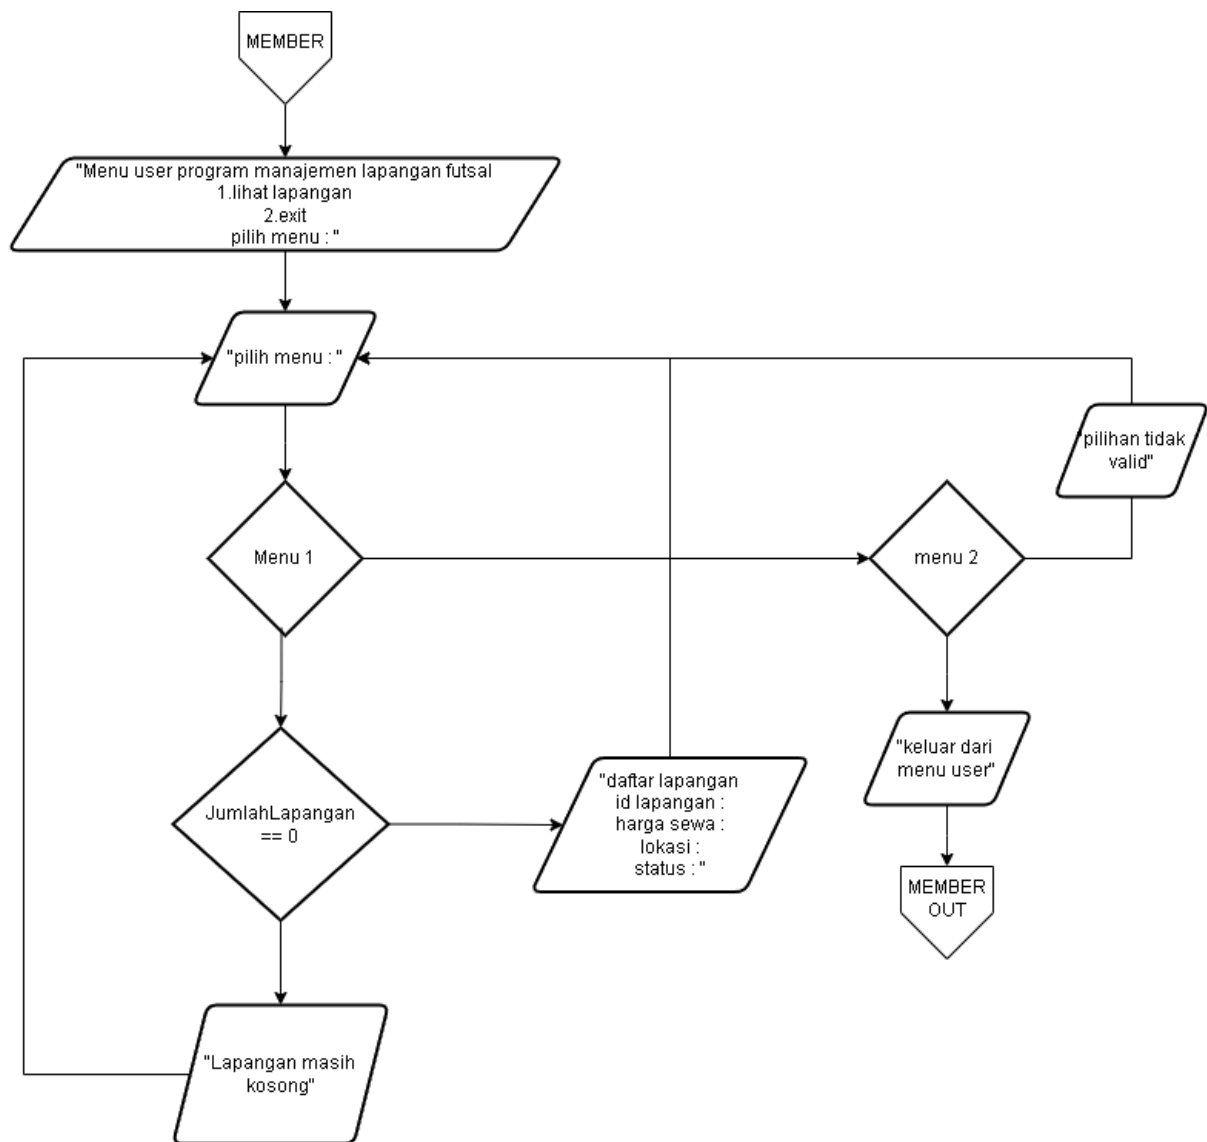 MEMBER
"Menu user program manajemen lapangan futsal
1.lihat lapangan
2.exit
pilih menu : "
"pilih menu : "
"pilihan tidak
valid"
Menu 1
menu 2
"keluar dari
menu user"
JumlahLapangan
== 0
"daftar lapangan
id lapangan :
harga sewa :
lokasi :
status : "
MEMBER
OUT
"Lapangan masih
kosong"